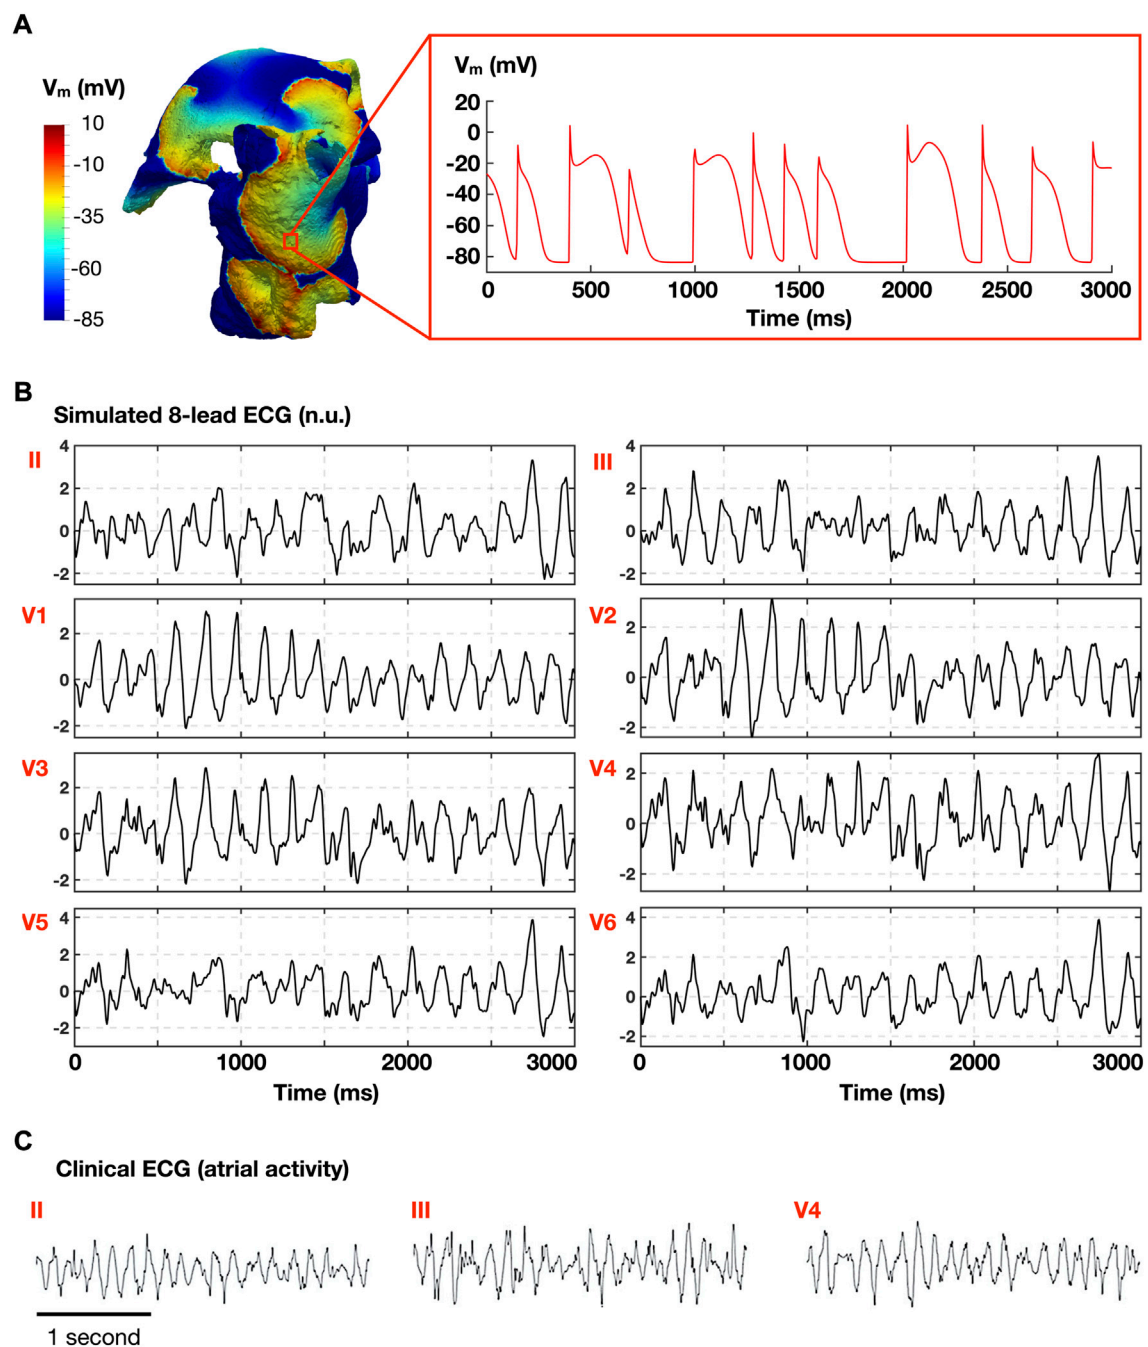 A
Vm (mV)
10
-10
-35
-60
-85
Vm (mV)
20
0
-20
-40
-60
-80
0 500 1000 1500 2000 2500 3000
Time (ms)
B
Simulated 8-lead ECG (n.u.)
II
4
2
0
-2
III
4
2
0
-2
V1
2
0
-2
V2
2
0
-2
V3
2
0
-2
V4
2
0
-2
V5
4
2
0
-2
V6
4
2
0
-2
0 1000 2000 3000
0 1000 2000 3000
Time (ms)
Time (ms)
C
Clinical ECG (atrial activity)
II
III
V4
1 second